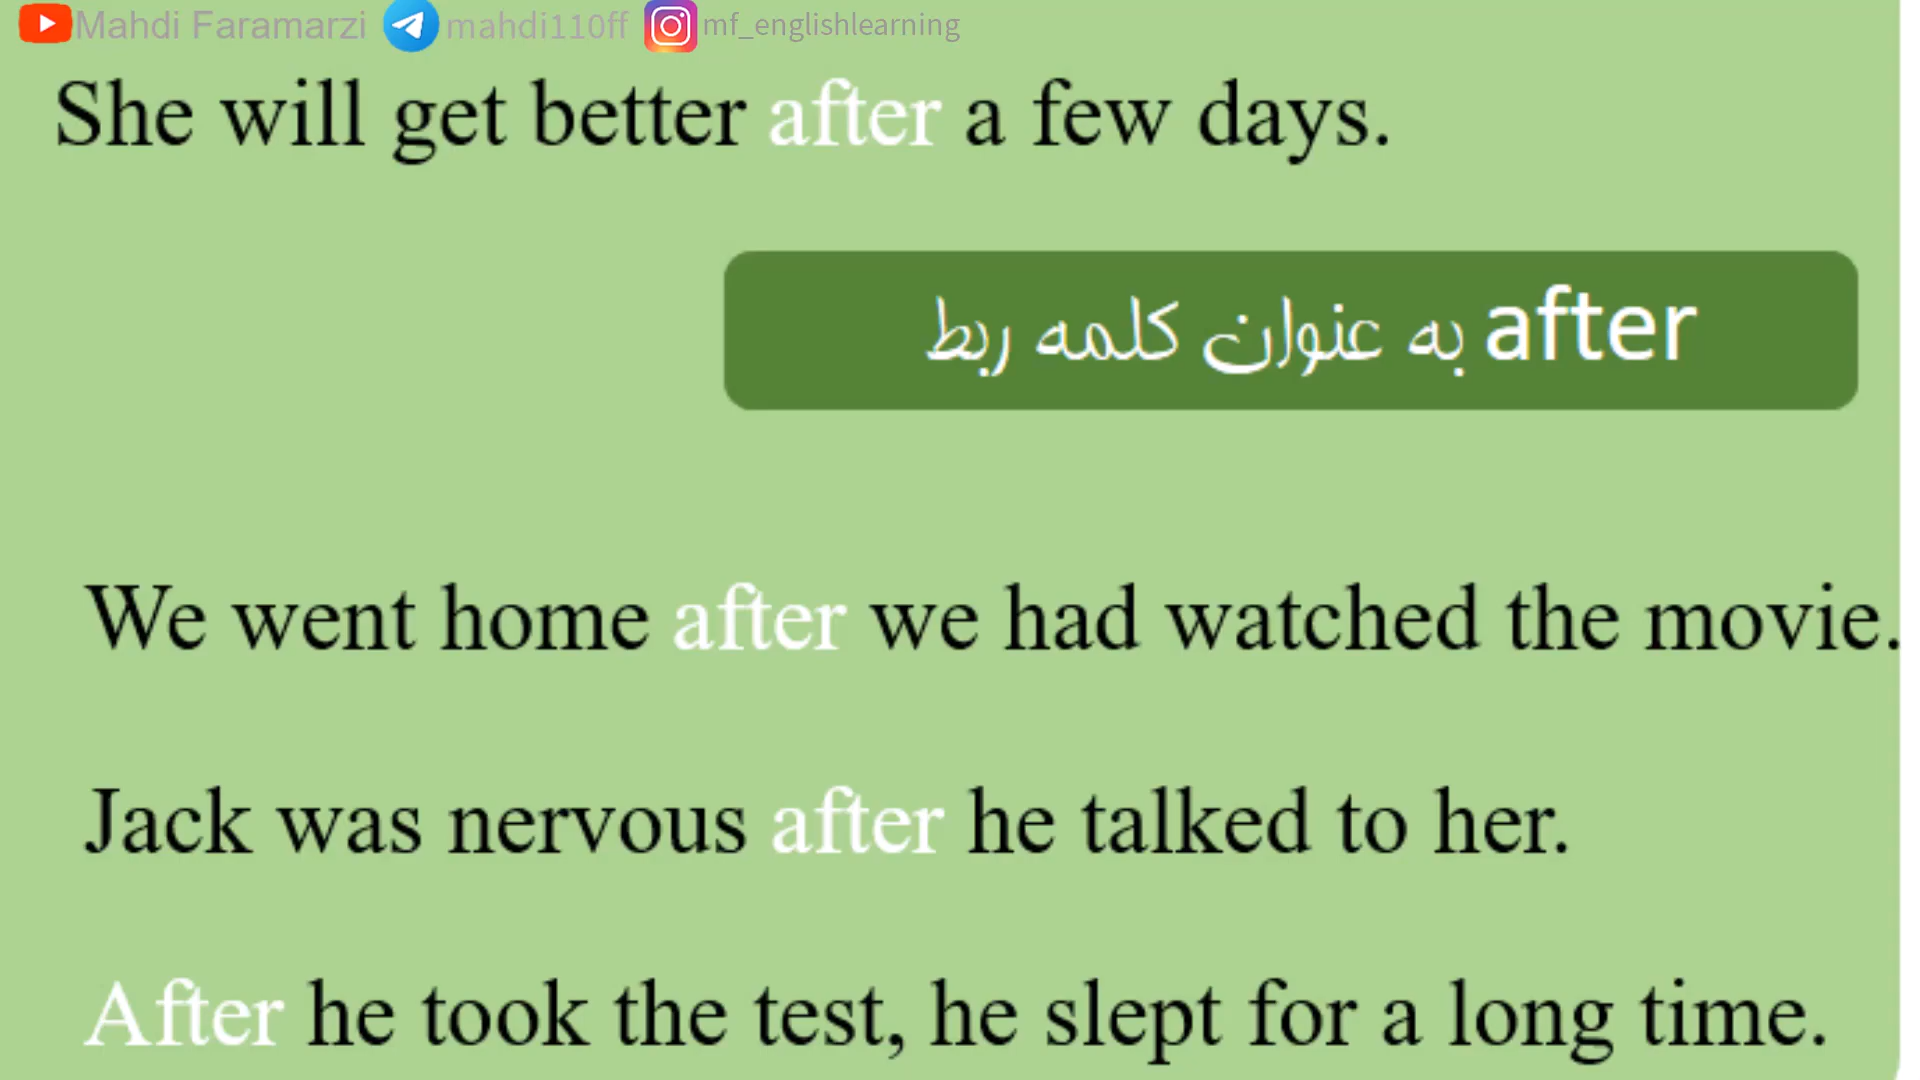 Mahdi Faramarzi mahdi110ff mf_englishlearning
She will get better after a few days.
after به عنوان کلمه ربط
We went home after we had watched the movie.
Jack was nervous after he talked to her.
After he took the test, he slept for a long time.